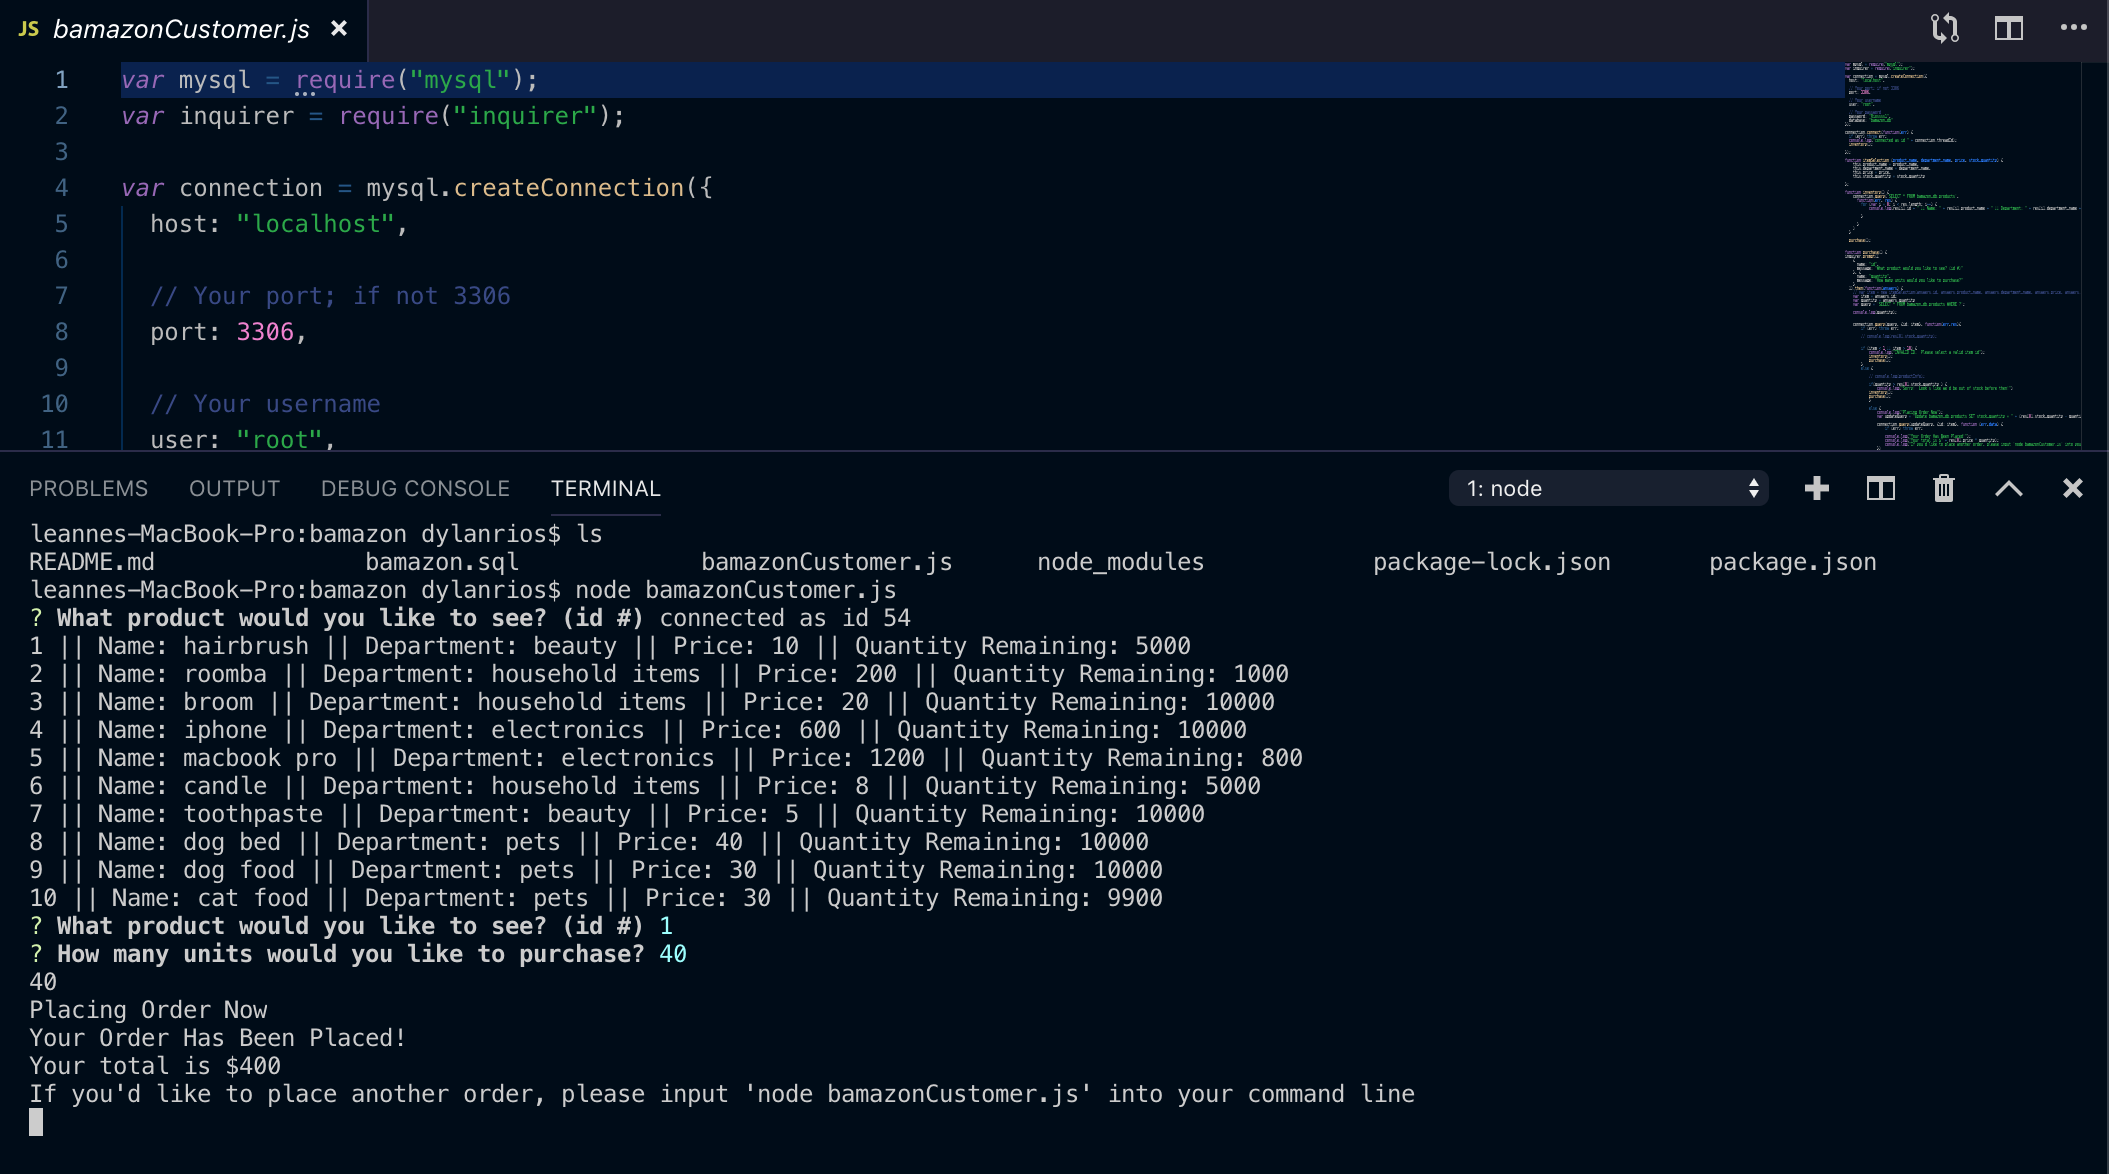 JS bamazonCustomer.js ×
1 var mysql = require("mysql");
2 var inquirer = require("inquirer");
3
4 var connection = mysql.createConnection({
5 host: "localhost",
6
7 // Your port; if not 3306
8 port: 3306,
9
10 // Your username
11 user: "root",
PROBLEMS OUTPUT DEBUG CONSOLE TERMINAL 1: node
leannes-MacBook-Pro:bamazon dylanrios$ ls
README.md bamazon.sql bamazonCustomer.js node_modules package-lock.json package.json
leannes-MacBook-Pro:bamazon dylanrios$ node bamazonCustomer.js
? What product would you like to see? (id #) connected as id 54
1 || Name: hairbrush || Department: beauty || Price: 10 || Quantity Remaining: 5000
2 || Name: roomba || Department: household items || Price: 200 || Quantity Remaining: 1000
3 || Name: broom || Department: household items || Price: 20 || Quantity Remaining: 10000
4 || Name: iphone || Department: electronics || Price: 600 || Quantity Remaining: 10000
5 || Name: macbook pro || Department: electronics || Price: 1200 || Quantity Remaining: 800
6 || Name: candle || Department: household items || Price: 8 || Quantity Remaining: 5000
7 || Name: toothpaste || Department: beauty || Price: 5 || Quantity Remaining: 10000
8 || Name: dog bed || Department: pets || Price: 40 || Quantity Remaining: 10000
9 || Name: dog food || Department: pets || Price: 30 || Quantity Remaining: 10000
10 || Name: cat food || Department: pets || Price: 30 || Quantity Remaining: 9900
? What product would you like to see? (id #) 1
? How many units would you like to purchase? 40
40
Placing Order Now
Your Order Has Been Placed!
Your total is $400
If you'd like to place another order, please input 'node bamazonCustomer.js' into your command line